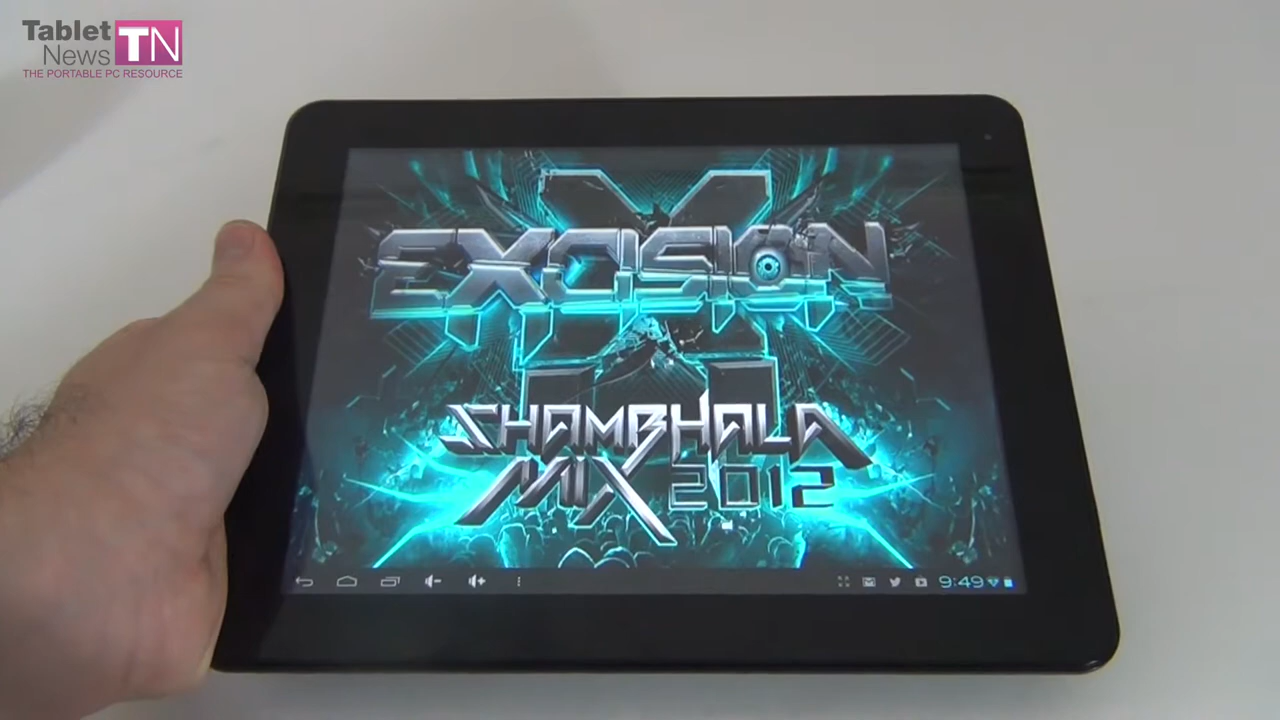 Tablet
News TN
THE PORTABLE PC RESOURCE
EXCISION
SHAMBHALA
MIX 2012
9:49